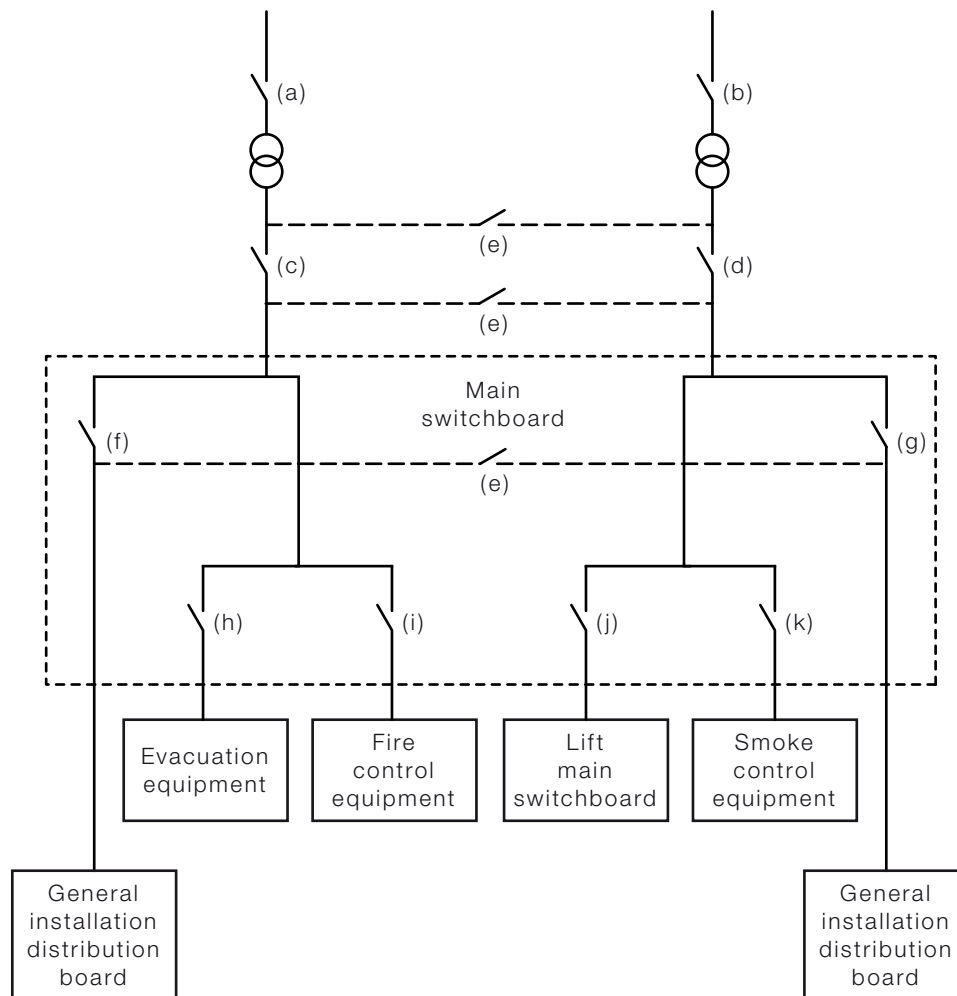 (a)
(b)
(e)
(c)
(d)
(e)
Main
switchboard
(f)
(g)
(e)
(h)
(i)
(j)
(k)
Evacuation
equipment
Fire
control
equipment
Lift
main
switchboard
Smoke
control
equipment
General
installation
distribution
board
General
installation
distribution
board